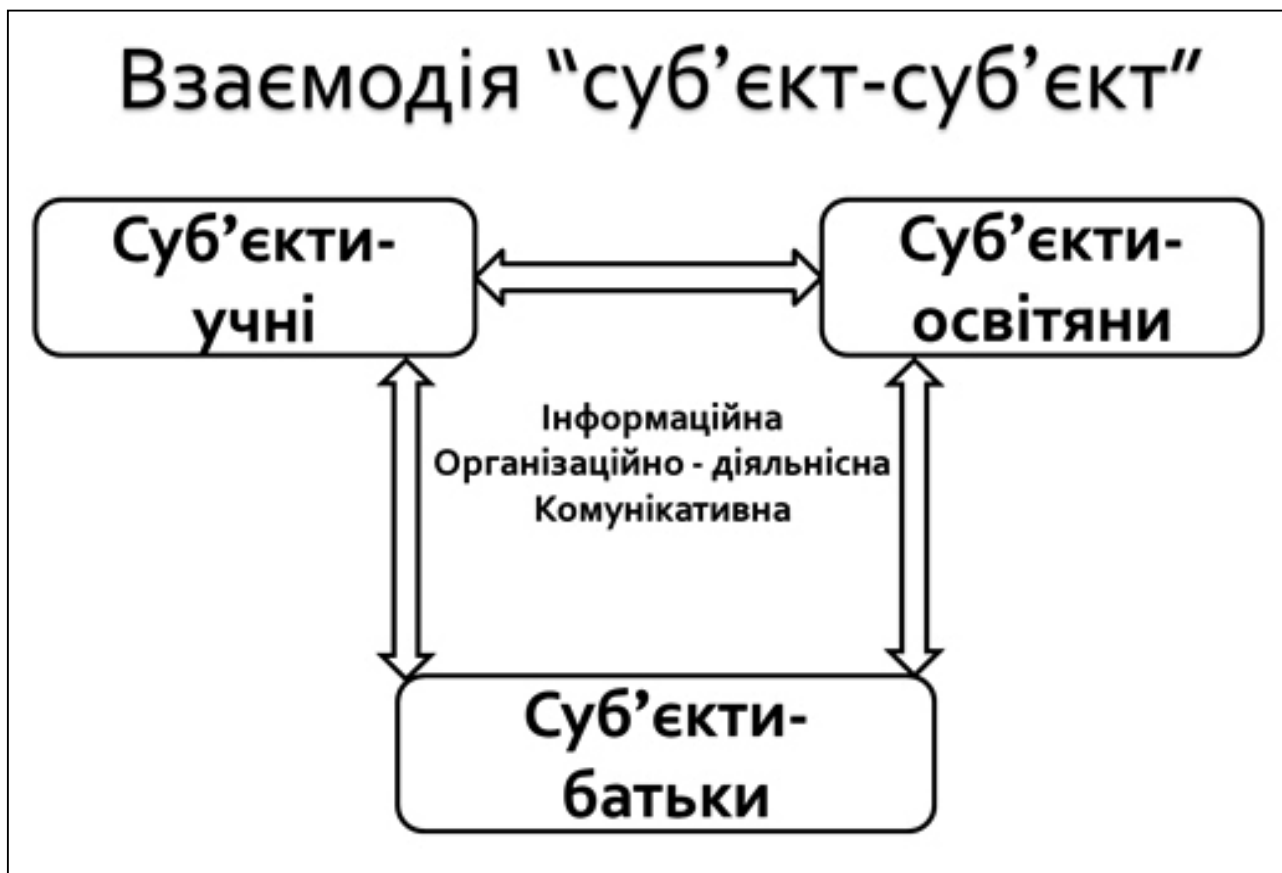 Взаємодія “суб’єкт-суб’єкт”
Суб’єкти-
учні
Суб’єкти-
освітяни
Інформаційна
Організаційно - діяльнісна
Комунікативна
Суб’єкти-
батьки